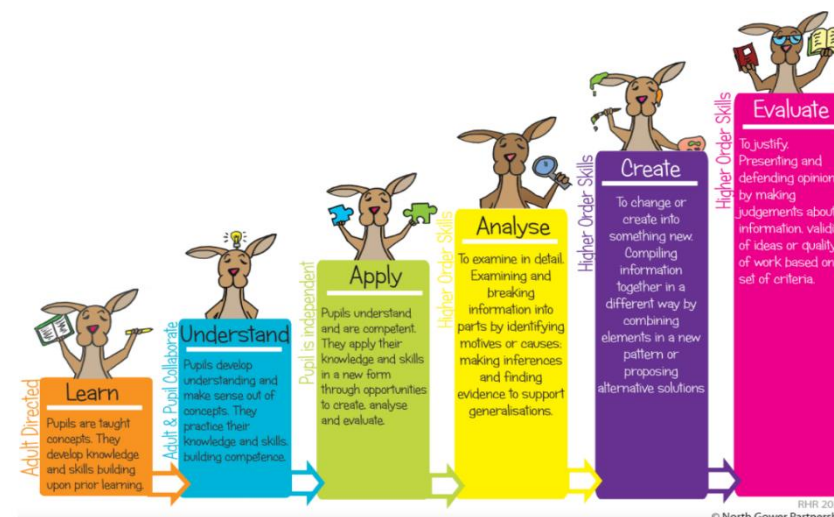 Adult Directed
Learn
Pupils are taught
concepts. They
develop knowledge
and skills building
upon prior learning.
Adult & Pupil Collaborate
Understand
Pupils develop
understanding and
make sense out of
concepts. They
practice their
knowledge and skills
building competence.
Pupil is independent
Apply
Pupils understand
and are competent.
They apply their
knowledge and skills
in a new form
through opportunities
to create, analyse
and evaluate.
Higher Order Skills
Analyse
To examine in detail.
Examining and
breaking
information into
parts by identifying
motives or causes:
making inferences
and finding
evidence to support
generalisations.
Higher Order Skills
Create
To change or
create into
something new.
Compiling
information
together in a
different way by
combining
elements in a new
pattern or
proposing
alternative solutions
Higher Order Skills
Evaluate
To justify.
Presenting and
defending opinion
by making
judgements about
information, validi
of ideas or quality
of work based on
set of criteria.
RHR 20
© North Gower Partnersh